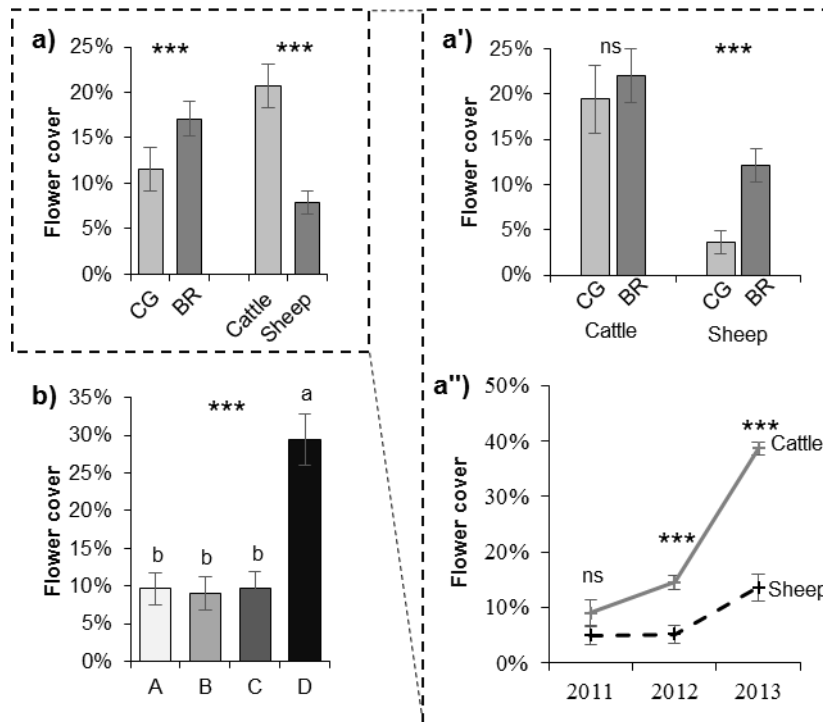 a)
Flower cover
25%
20%
15%
10%
5%
0%
*** ***
CG BR Cattle Sheep
a')
Flower cover
25%
20%
15%
10%
5%
0%
ns ***
CG BR CG BR
Cattle Sheep
b)
Flower cover
35%
30%
25%
20%
15%
10%
5%
0%
***
b b b a
A B C D
a")
Flower cover
50%
40%
30%
20%
10%
0%
ns *** ***
Cattle
Sheep
2011 2012 2013